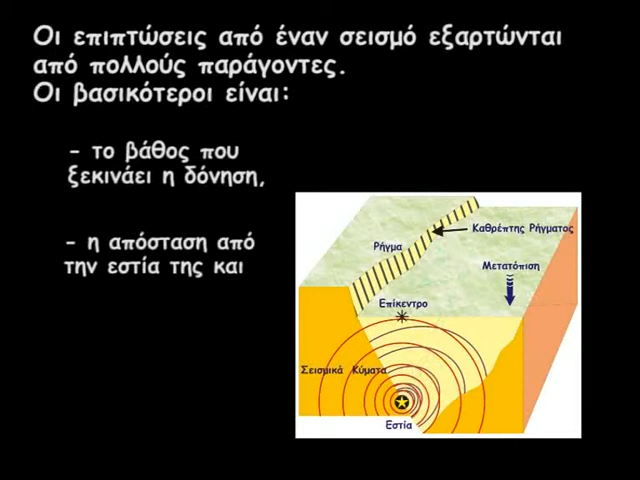 Οι επιπτώσεις από έναν σεισμό εξαρτώνται
από πολλούς παράγοντες.
Οι βασικότεροι είναι:
- το βάθος που
ξεκινάει η δόνηση,
- η απόσταση από
την εστία της και
Καθρέπτης Ρήγματος
Ρήγμα
Μετατόπιση
Επίκεντρο
Σεισμικά Κύματα
Εστία